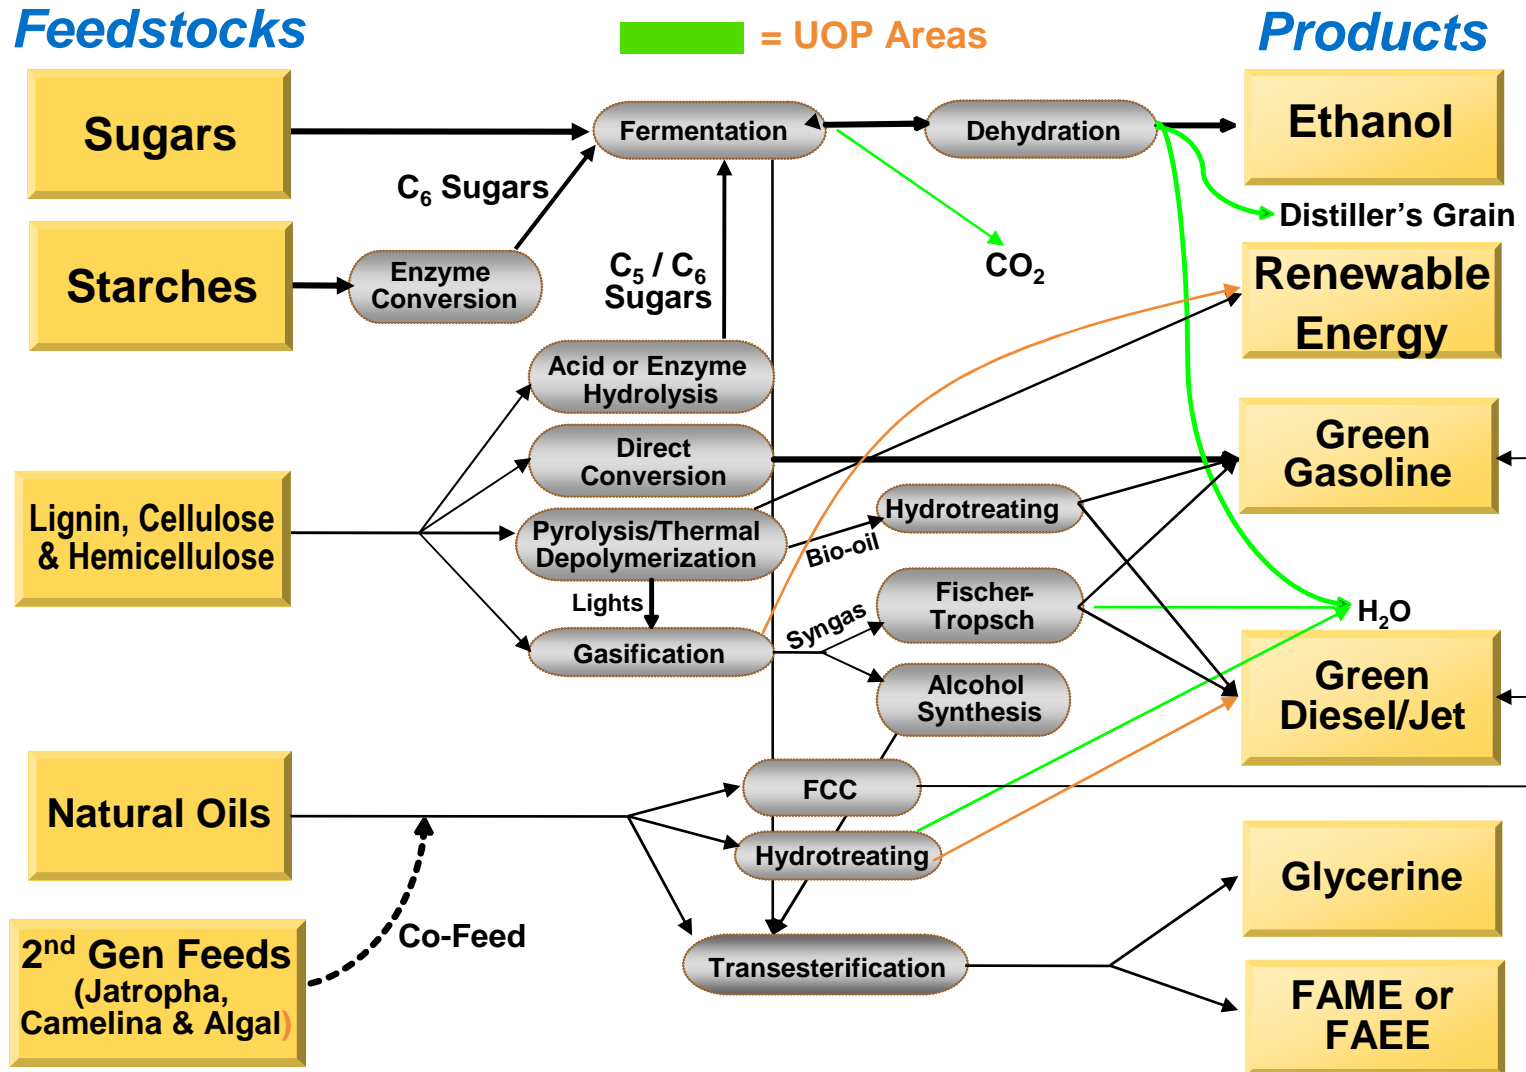 Feedstocks
= UOP Areas
Products
Sugars
Fermentation
Dehydration
Ethanol
C6 Sugars
Distiller's Grain
Starches
Enzyme
Conversion
C5 / C6
Sugars
CO2
Renewable
Energy
Acid or Enzyme
Hydrolysis
Direct
Conversion
Green
Gasoline
Lignin, Cellulose
& Hemicellulose
Pyrolysis/Thermal
Depolymerization
Bio-oil
Hydrotreating
Lights
Gasification
Syngas
Fischer-
Tropsch
H2O
Alcohol
Synthesis
Green
Diesel/Jet
Natural Oils
FCC
Hydrotreating
Glycerine
Co-Feed
2nd Gen Feeds
(Jatropha,
Camelina & Algal)
Transesterification
FAME or
FAEE